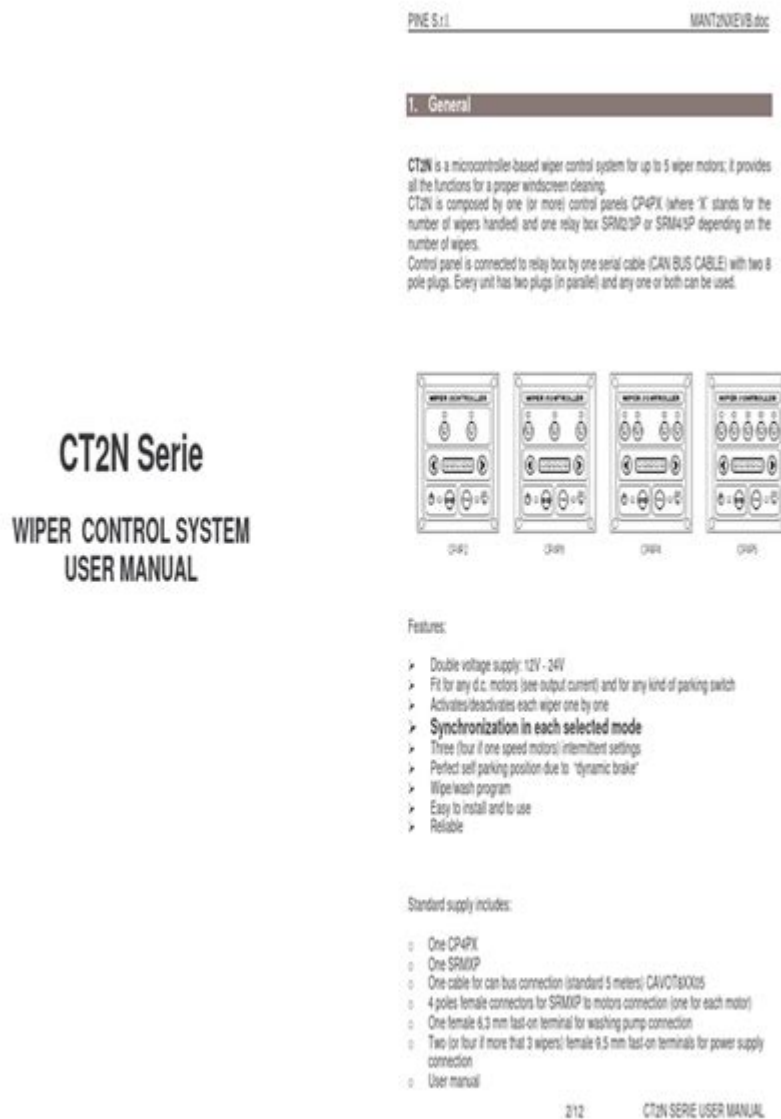 CT2N Serie
WIPER CONTROL SYSTEM
USER MANUAL
PINE S.r.l. MANT2NXEVB.doc
1. General
CT2N is a microcontroller-based wiper control system for up to 5 wiper motors; it provides
all the functions for a proper windscreen cleaning.
CT2N is composed by one (or more) control panels CP4PX (where 'X' stands for the
number of wipers handled) and one relay box SRM2/3P or SRM4/5P depending on the
number of wipers.
Control panel is connected to relay box by one serial cable (CAN BUS CABLE) with two 8
pole plugs. Every unit has two plugs (in parallel) and any one or both can be used.
WIPER CONTROLLER WIPER CONTROLLER WIPER CONTROLLER WIPER CONTROLLER
CP4P2 CP4P3 CP4P4 CP4P5
Features:
➤ Double voltage supply: 12V - 24V
➤ Fit for any d.c. motors (see output current) and for any kind of parking switch
➤ Activates/deactivates each wiper one by one
➤ Synchronization in each selected mode
➤ Three (four if one speed motors) intermittent settings
➤ Perfect self parking position due to "dynamic brake"
➤ Wipe/wash program
➤ Easy to install and to use
➤ Reliable
Standard supply includes:
o One CP4PX
o One SRMXP
o One cable for can bus connection (standard 5 meters) CAVOT8XX05
o 4 poles female connectors for SRMXP to motors connection (one for each motor)
o One female 6,3 mm fast-on terminal for washing pump connection
o Two (or four if more that 3 wipers) female 9,5 mm fast-on terminals for power supply
connection
o User manual
2/12 CT2N SERIE USER MANUAL